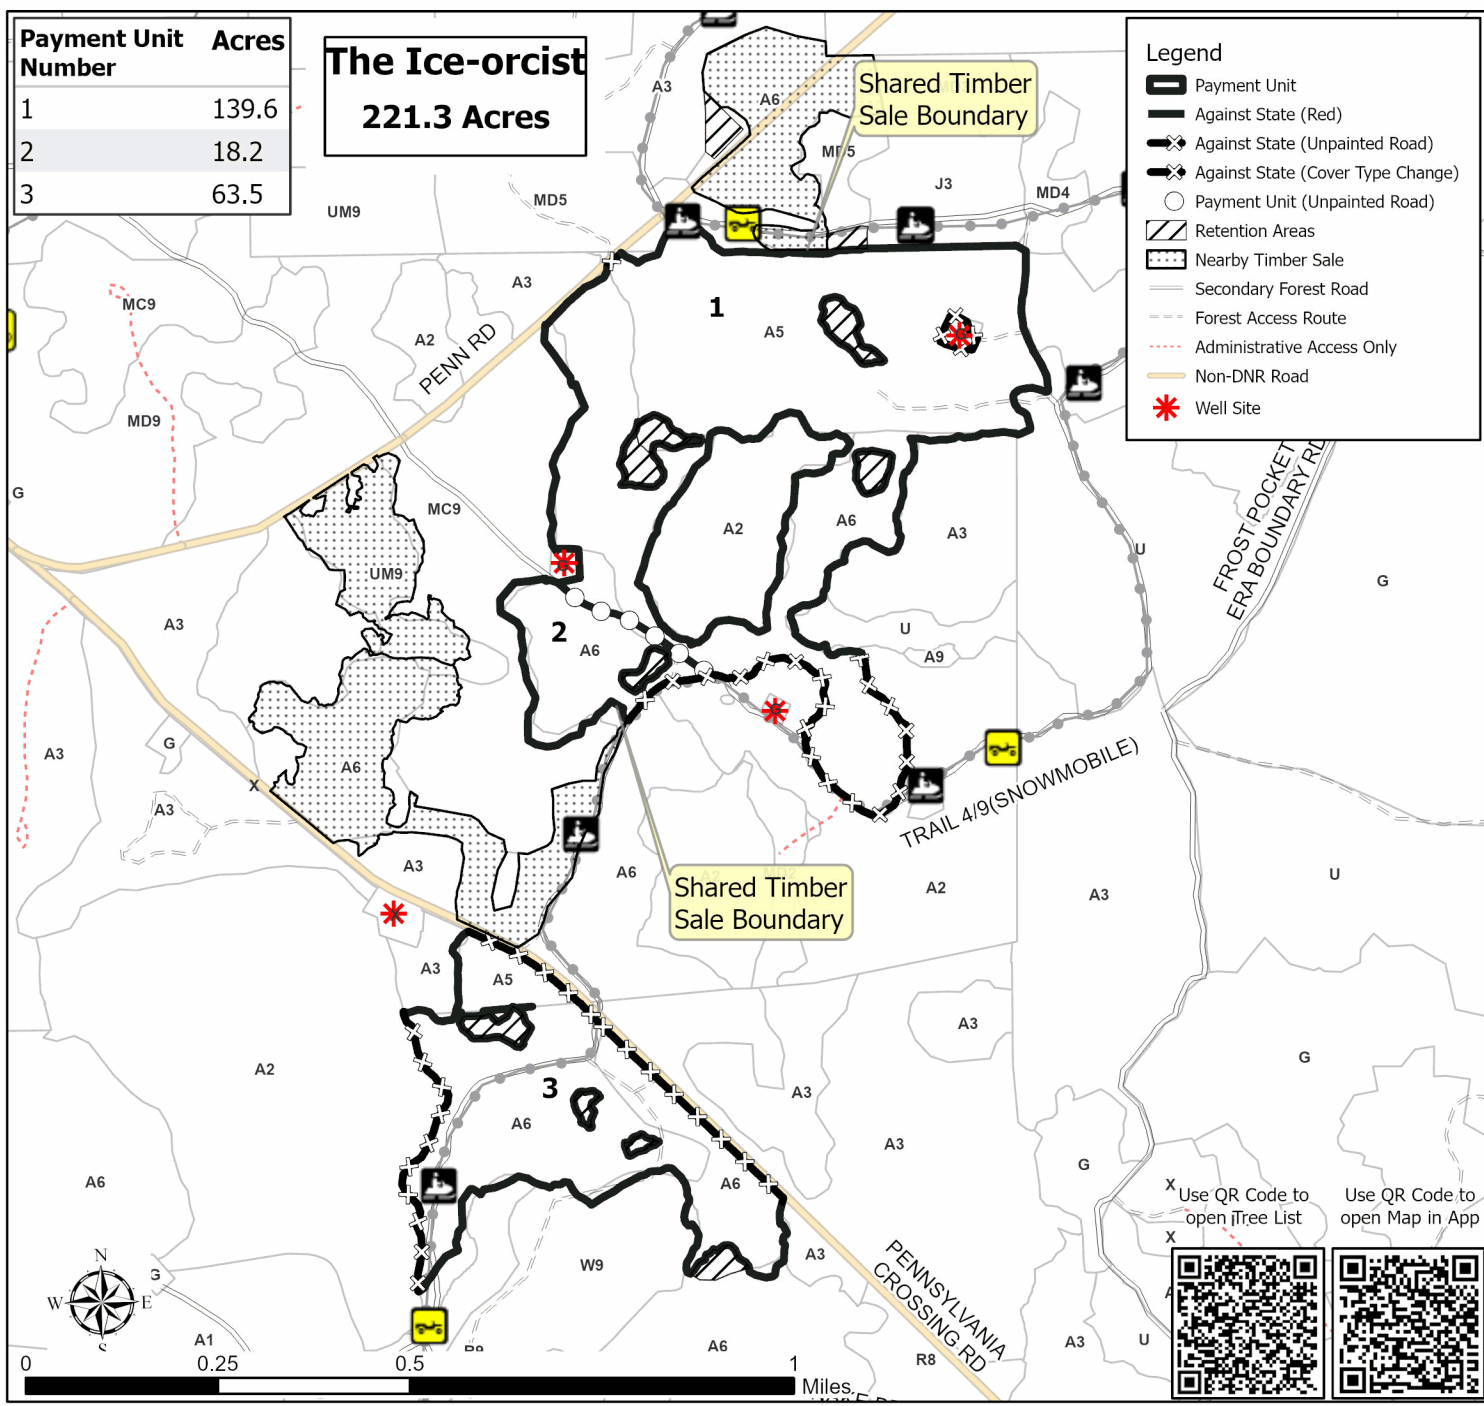 Payment Unit Number Acres
1 139.6
2 18.2
3 63.5
The Ice-orcist
221.3 Acres
Shared Timber
Sale Boundary
Legend
Payment Unit
Against State (Red)
Against State (Unpainted Road)
Against State (Cover Type Change)
Payment Unit (Unpainted Road)
Retention Areas
Nearby Timber Sale
Secondary Forest Road
Forest Access Route
Administrative Access Only
Non-DNR Road
Well Site
A3
A6
MD5
J3
MD4
UM9
MD5
A3
MC9
A2
PENN RD
1
A5
MD9
G
MC9
A2
A6
A3
FROST POCKET
ERA BOUNDARY RD
U
G
UM9
A3
2
A6
U
A9
A3
G
A6
X
A3
TRAIL 4/9(SNOWMOBILE)
A3
A6
A2
MD2
Shared Timber
Sale Boundary
A2
A3
U
A3
A5
A3
A2
3
A6
A3
G
A3
G
A6
A6
X
Use QR Code to
open Tree List
Use QR Code to
open Map in App
X
W9
A3
PENNSYLVANIA
CROSSING RD
N
W E
S
G
A1
A6
R8
A3
U
0 0.25 0.5 1
Miles